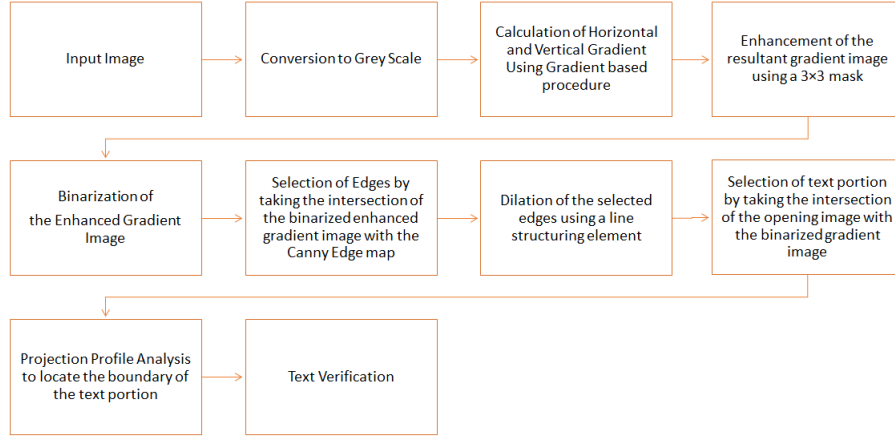 Input Image
Conversion to Grey Scale
Calculation of Horizontal
and Vertical Gradient
Using Gradient based
procedure
Enhancement of the
resultant gradient image
using a 3×3 mask
Binarization of
the Enhanced Gradient
Image
Selection of Edges by
taking the intersection of
the binarized enhanced
gradient image with the
Canny Edge map
Dilation of the selected
edges using a line
structuring element
Selection of text portion
by taking the intersection
of the opening image with
the binarized gradient
image
Projection Profile Analysis
to locate the boundary of
the text portion
Text Verification